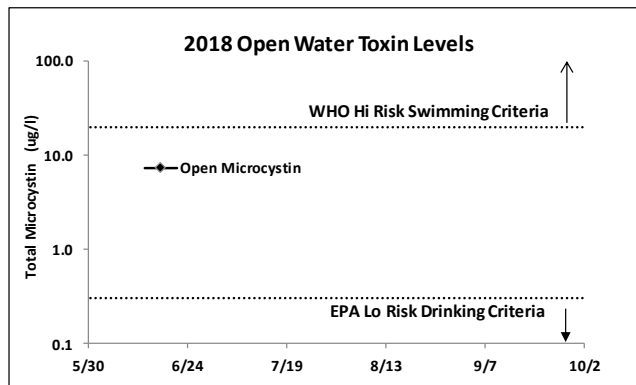 2018 Open Water Toxin Levels
Total Microcystin (ug/l)
100.0
10.0
1.0
0.1
WHO Hi Risk Swimming Criteria
Open Microcystin
EPA Lo Risk Drinking Criteria
5/30 6/24 7/19 8/13 9/7 10/2